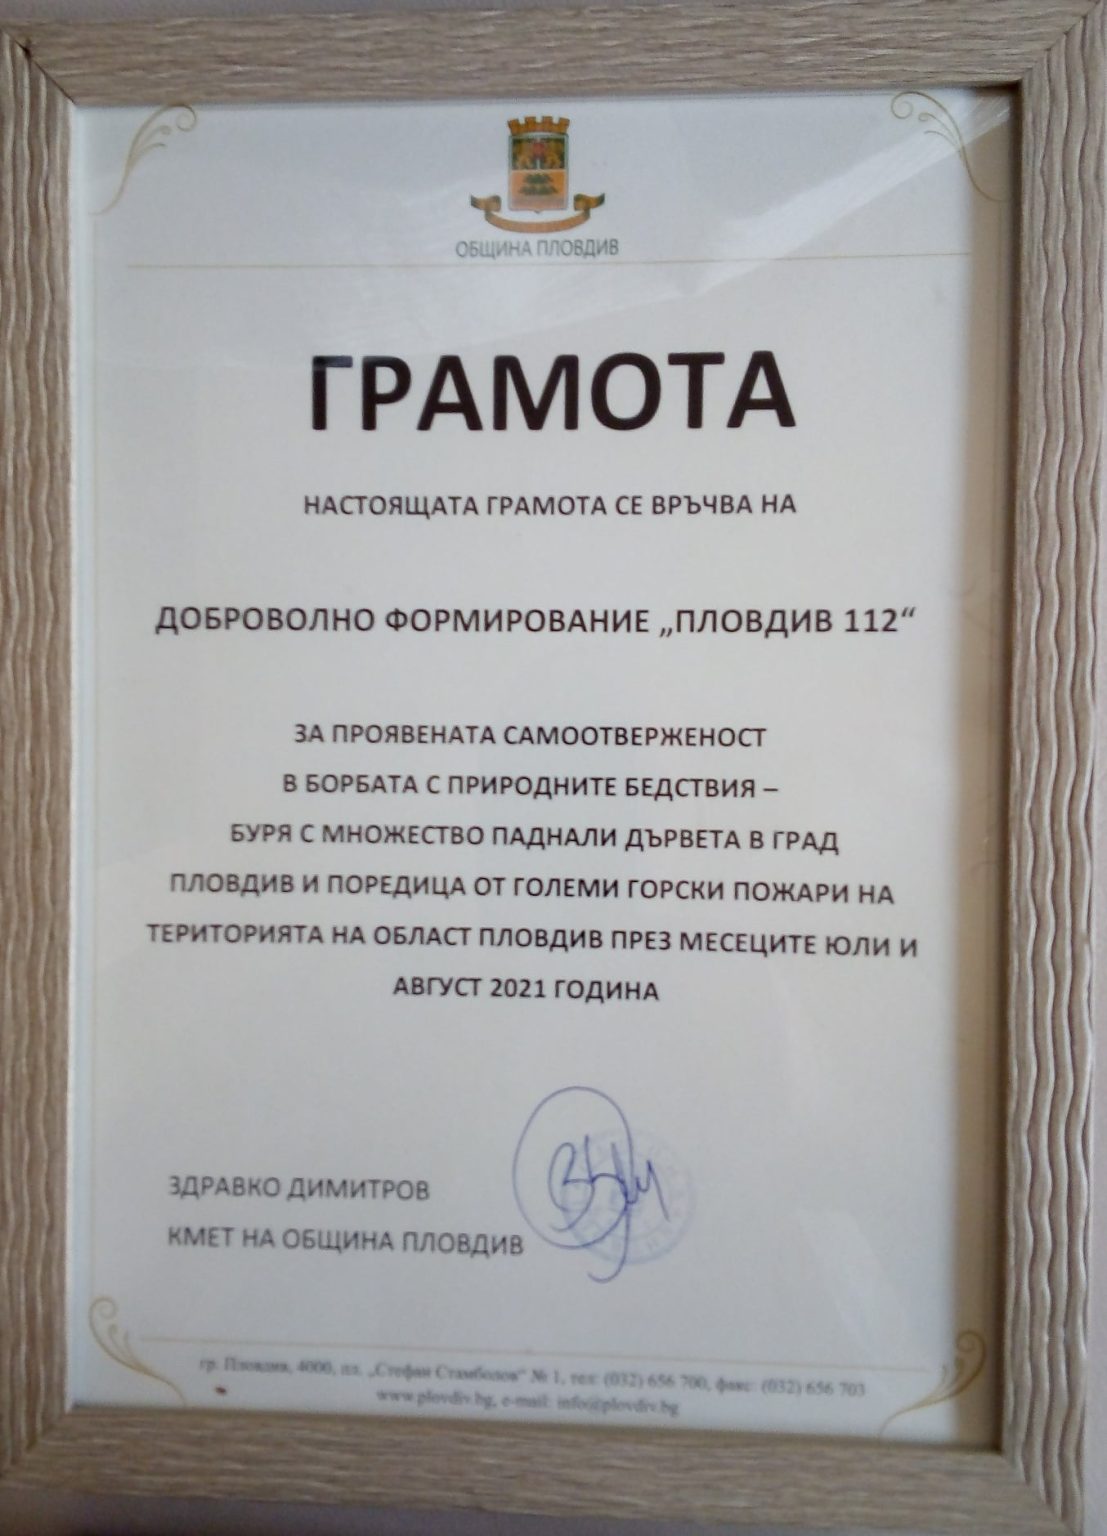 ОБЩИНА ПЛОВДИВ
ГРАМОТА
НАСТОЯЩАТА ГРАМОТА СЕ ВРЪЧВА НА
ДОБРОВОЛНО ФОРМИРОВАНИЕ „ПЛОВДИВ 112“
ЗА ПРОЯВЕНАТА САМООТВЕРЖЕНОСТ
В БОРБАТА С ПРИРОДНИТЕ БЕДСТВИЯ –
БУРЯ С МНОЖЕСТВО ПАДНАЛИ ДЪРВЕТА В ГРАД
ПЛОВДИВ И ПОРЕДИЦА ОТ ГОЛЕМИ ГОРСКИ ПОЖАРИ НА
ТЕРИТОРИЯТА НА ОБЛАСТ ПЛОВДИВ ПРЕЗ МЕСЕЦИТЕ ЮЛИ И
АВГУСТ 2021 ГОДИНА
ЗДРАВКО ДИМИТРОВ
КМЕТ НА ОБЩИНА ПЛОВДИВ
гр. Пловдив, 4000, пл. „Стефан Стамболов“ № 1, тел: (032) 656 700, факс: (032) 656 703
www.plovdiv.bg, e-mail: info@plovdiv.bg